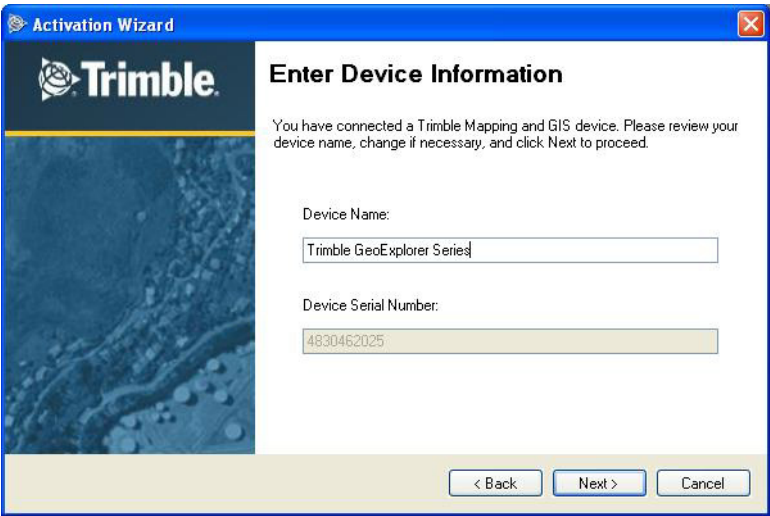 Activation Wizard
Trimble.
Enter Device Information
You have connected a Trimble Mapping and GIS device. Please review your
device name, change if necessary, and click Next to proceed.
Device Name:
Trimble GeoExplorer Series
Device Serial Number:
4830462025
< Back
Next >
Cancel